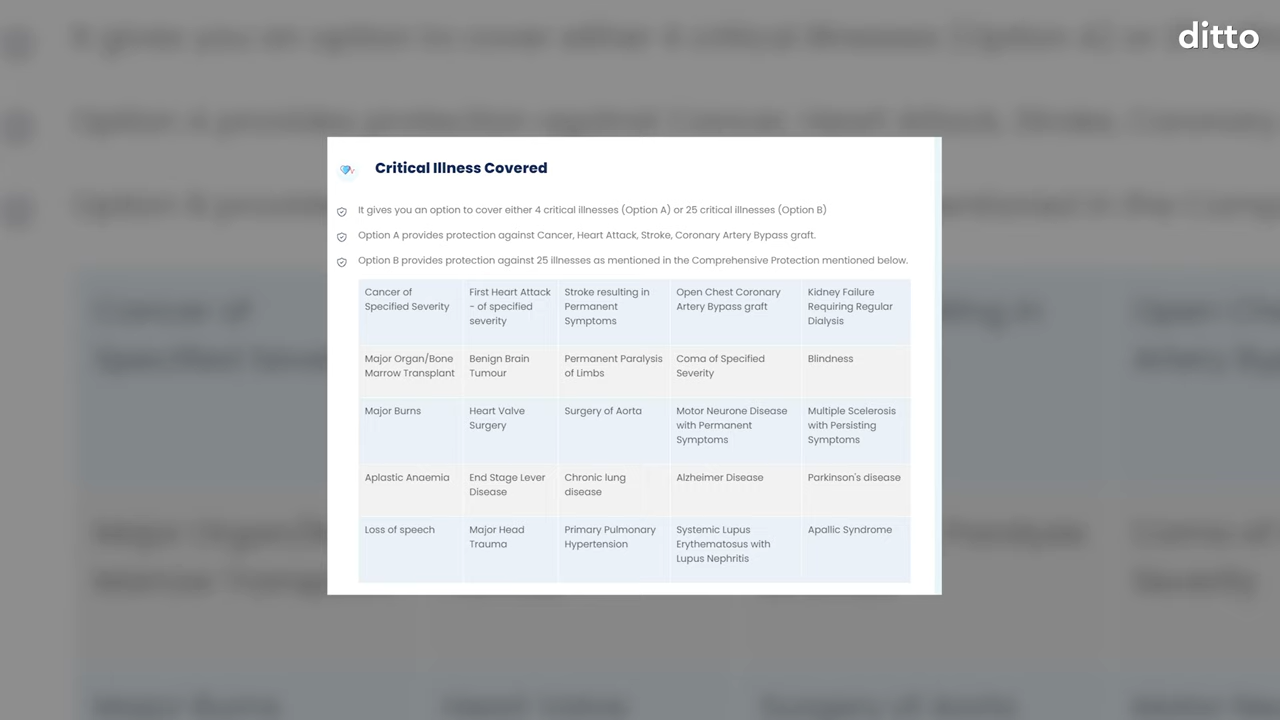 ditto
Critical Illness Covered
It gives you an option to cover either 4 critical illnesses (Option A) or 25 critical illnesses (Option B)
Option A provides protection against Cancer, Heart Attack, Stroke, Coronary Artery Bypass graft.
Option B provides protection against 25 illnesses as mentioned in the Comprehensive Protection mentioned below.
Cancer of
Specified Severity
First Heart Attack
- of specified
severity
Stroke resulting in
Permanent
Symptoms
Open Chest Coronary
Artery Bypass graft
Kidney Failure
Requiring Regular
Dialysis
Major Organ/Bone
Marrow Transplant
Benign Brain
Tumour
Permanent Paralysis
of Limbs
Coma of Specified
Severity
Blindness
Major Burns
Heart Valve
Surgery
Surgery of Aorta
Motor Neurone Disease
with Permanent
Symptoms
Multiple Scelerosis
with Persisting
Symptoms
Aplastic Anaemia
End Stage Lever
Disease
Chronic lung
disease
Alzheimer Disease
Parkinson's disease
Loss of speech
Major Head
Trauma
Primary Pulmonary
Hypertension
Systemic Lupus
Erythematosus with
Lupus Nephritis
Apallic Syndrome